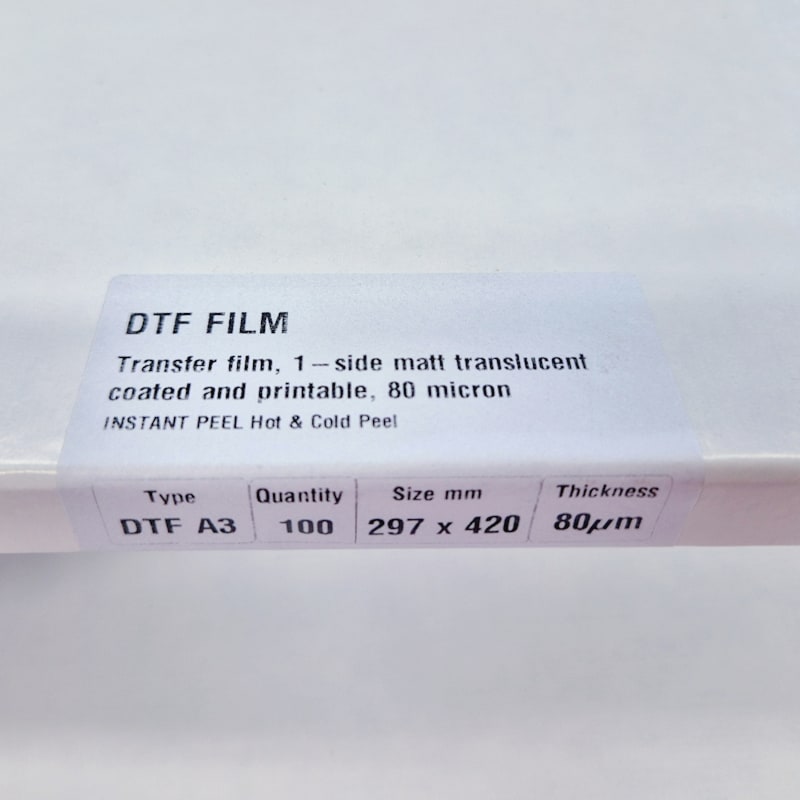 DTF FILM
Transfer film, 1-side matt translucent
coated and printable, 80 micron
INSTANT PEEL Hot & Cold Peel
Type Quantity Size mm Thickness
DTF A3 100 297 x 420 80µm